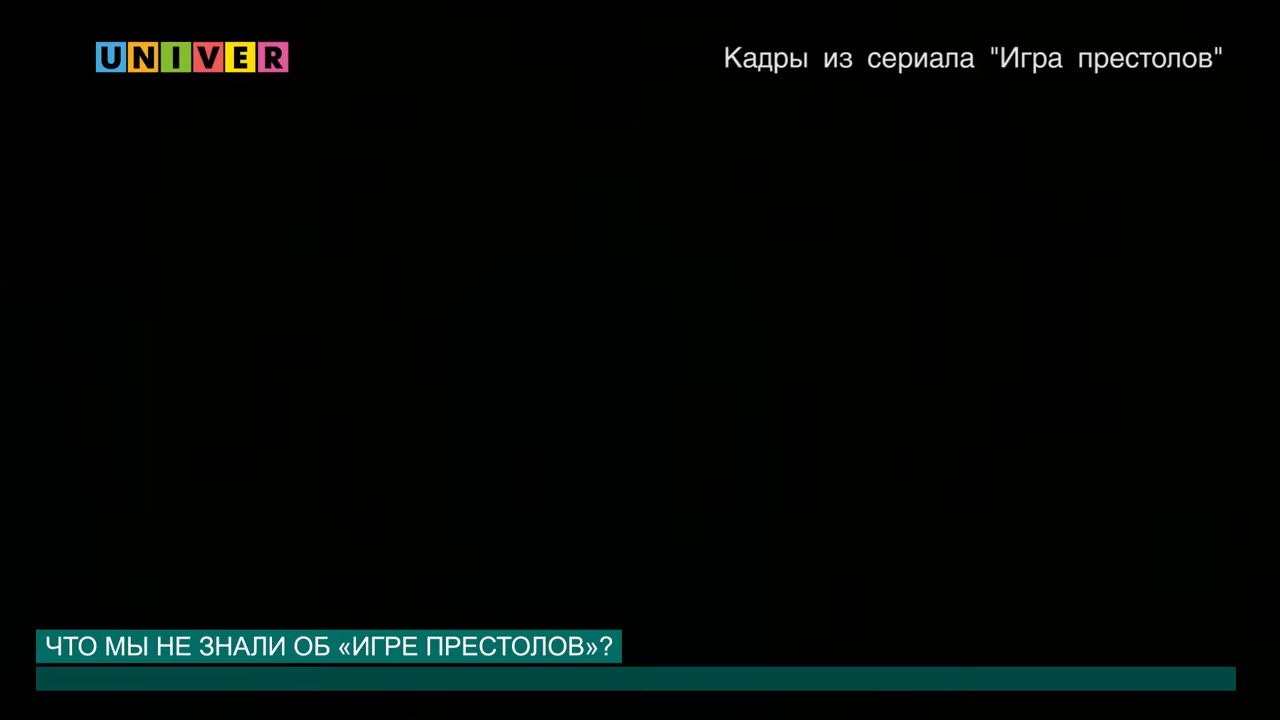 UNIVER
Кадры из сериала "Игра престолов"
ЧТО МЫ НЕ ЗНАЛИ ОБ «ИГРЕ ПРЕСТОЛОВ»?